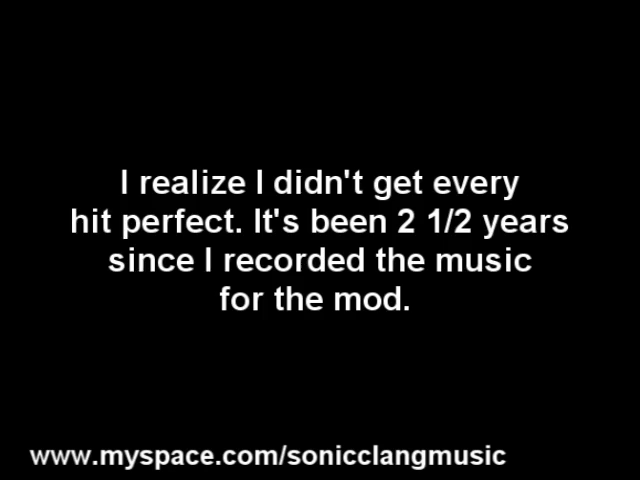 I realize I didn't get every
hit perfect. It's been 2 1/2 years
since I recorded the music
for the mod.
www.myspace.com/sonicclangmusic